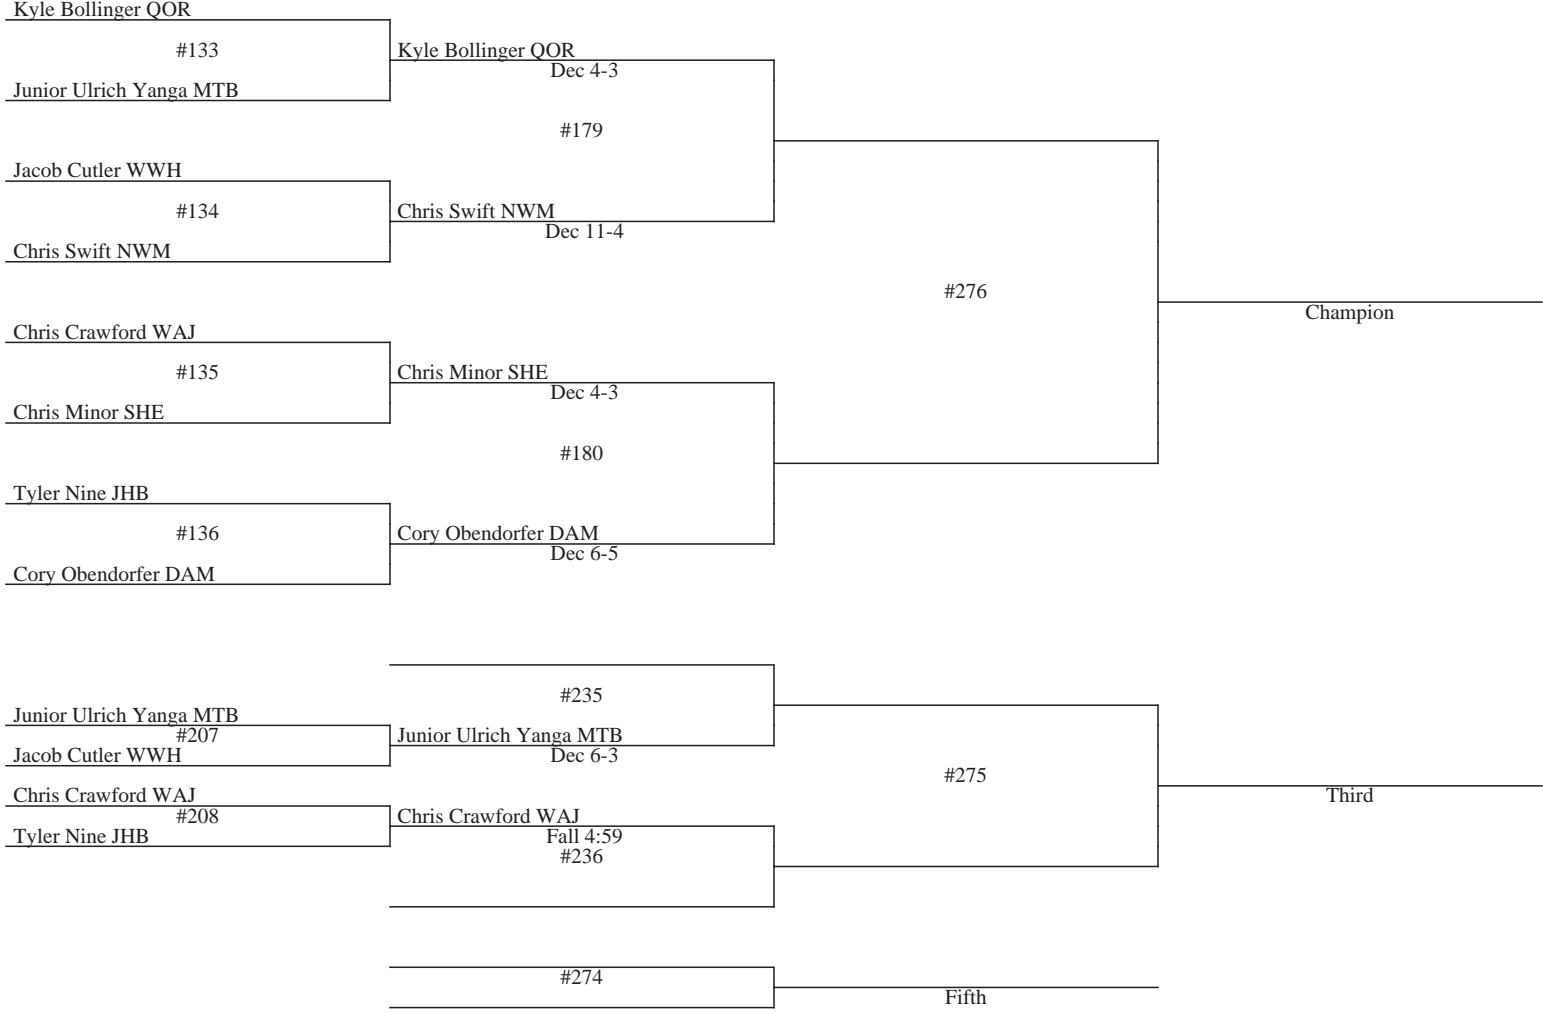 Kyle Bollinger QOR
#133
Kyle Bollinger QOR
Dec 4-3
Junior Ulrich Yanga MTB
#179
Jacob Cutler WWH
#134
Chris Swift NWM
Dec 11-4
Chris Swift NWM
#276
Champion
Chris Crawford WAJ
#135
Chris Minor SHE
Dec 4-3
Chris Minor SHE
#180
Tyler Nine JHB
#136
Cory Obendorfer DAM
Dec 6-5
Cory Obendorfer DAM
#235
Junior Ulrich Yanga MTB
#207
Junior Ulrich Yanga MTB
Jacob Cutler WWH
Dec 6-3
#275
Chris Crawford WAJ
Third
#208
Chris Crawford WAJ
Tyler Nine JHB
Fall 4:59
#236
#274
Fifth